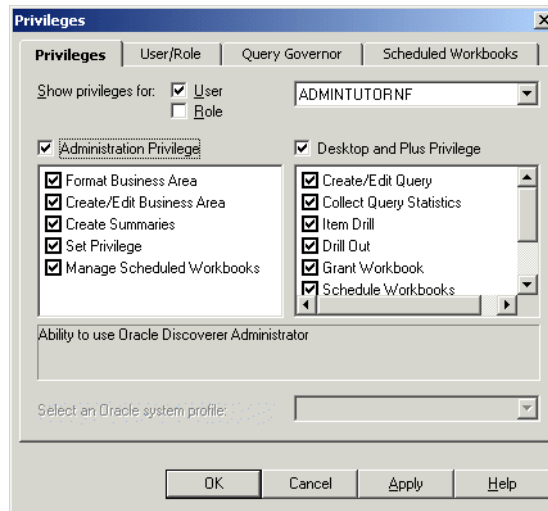 Privileges
Privileges User/Role Query Governor Scheduled Workbooks
Show privileges for: User ADMINTUTORNF
Role
Administration Privilege Desktop and Plus Privilege
Format Business Area Create/Edit Query
Create/Edit Business Area Collect Query Statistics
Create Summaries Item Drill
Set Privilege Drill Out
Manage Scheduled Workbooks Grant Workbook
Schedule Workbooks
Ability to use Oracle Discoverer Administrator
Select an Oracle system profile:
OK Cancel Apply Help